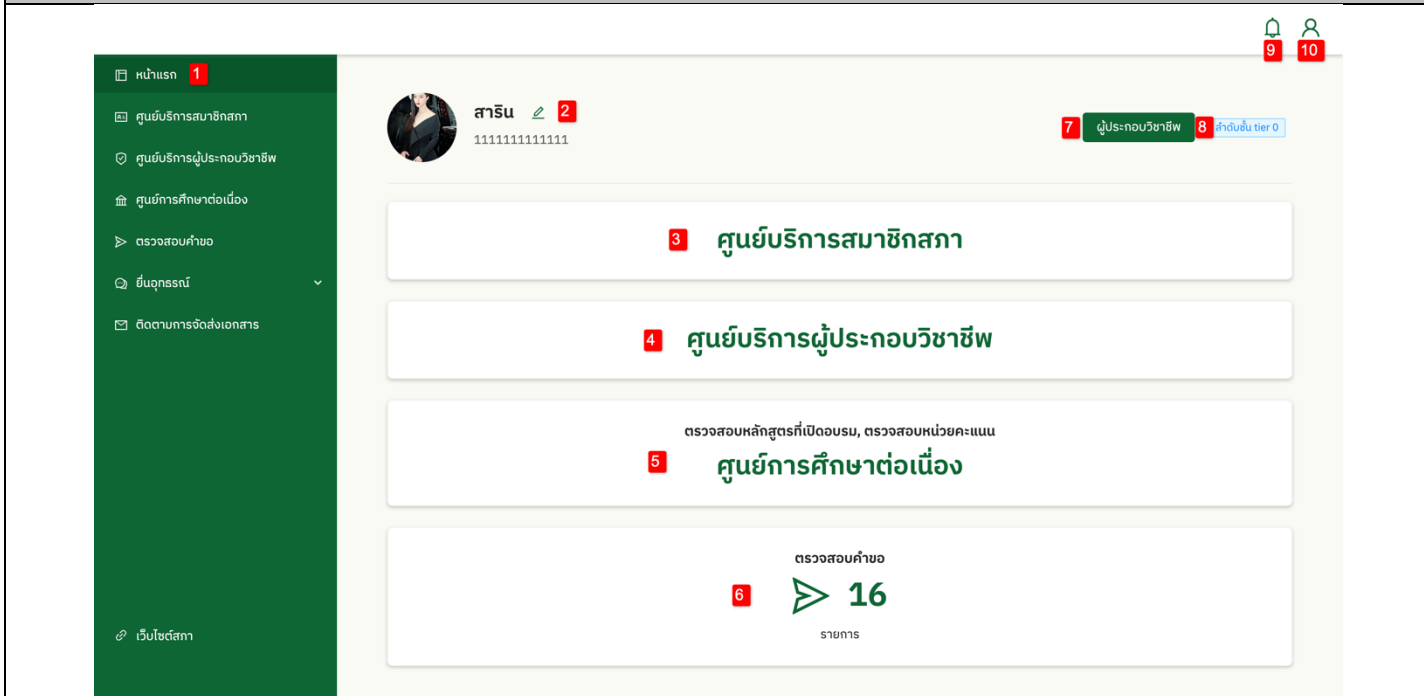 9 10
หน้าแรก 1
ศูนย์บริการสมาชิกสภา
ศูนย์บริการผู้ประกอบวิชาชีพ
ศูนย์การศึกษาต่อเนื่อง
ตรวจสอบคำขอ
ยื่นอุทธรณ์
ติดตามการจัดส่งเอกสาร
เว็บไซต์สภา
สาริน 2
1111111111111
7 ผู้ประกอบวิชาชีพ 8 ลำดับชั้น tier 0
3 ศูนย์บริการสมาชิกสภา
4 ศูนย์บริการผู้ประกอบวิชาชีพ
ตรวจสอบหลักสูตรที่เปิดอบรม, ตรวจสอบหน่วยคะแนน
5 ศูนย์การศึกษาต่อเนื่อง
ตรวจสอบคำขอ
6 16
รายการ